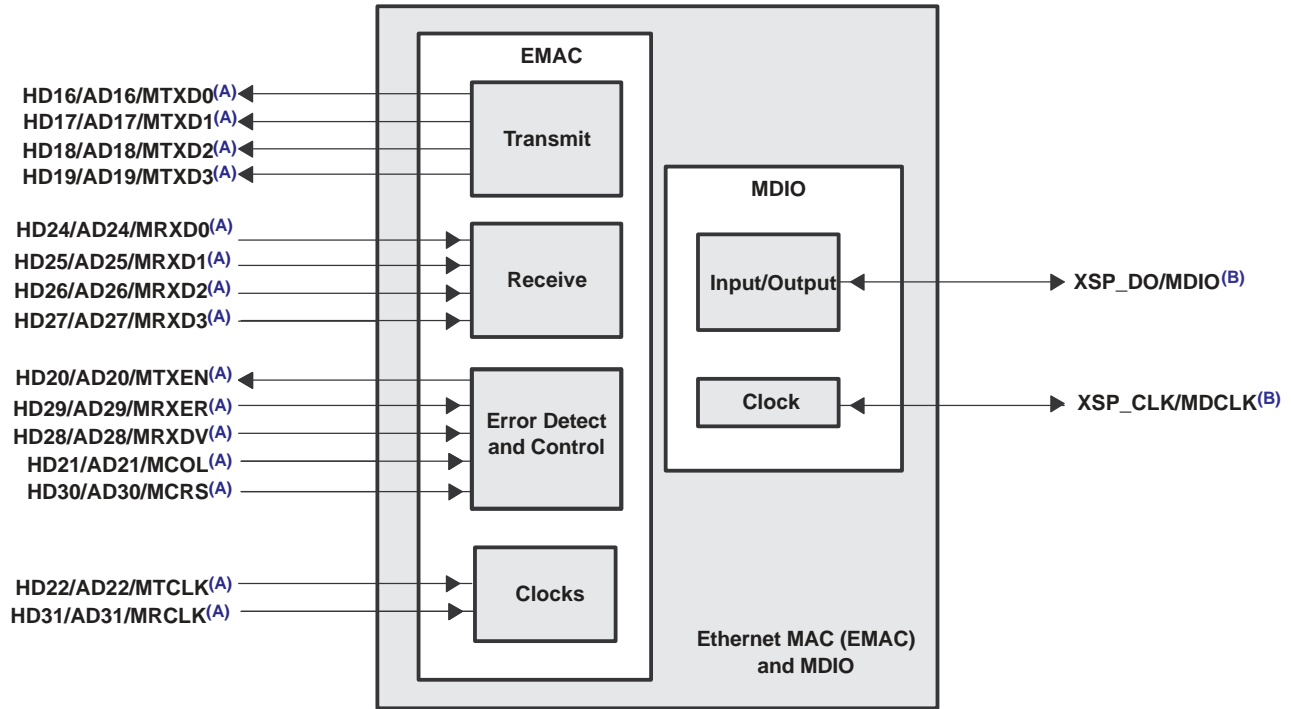 EMAC
HD16/AD16/MTXD0(A)
HD17/AD17/MTXD1(A)
HD18/AD18/MTXD2(A)
HD19/AD19/MTXD3(A)
Transmit
HD24/AD24/MRXD0(A)
HD25/AD25/MRXD1(A)
HD26/AD26/MRXD2(A)
HD27/AD27/MRXD3(A)
Receive
HD20/AD20/MTXEN(A)
HD29/AD29/MRXER(A)
HD28/AD28/MRXDV(A)
HD21/AD21/MCOL(A)
HD30/AD30/MCRS(A)
Error Detect
and Control
HD22/AD22/MTCLK(A)
HD31/AD31/MRCLK(A)
Clocks
MDIO
Input/Output
XSP_DO/MDIO(B)
Clock
XSP_CLK/MDCLK(B)
Ethernet MAC (EMAC)
and MDIO